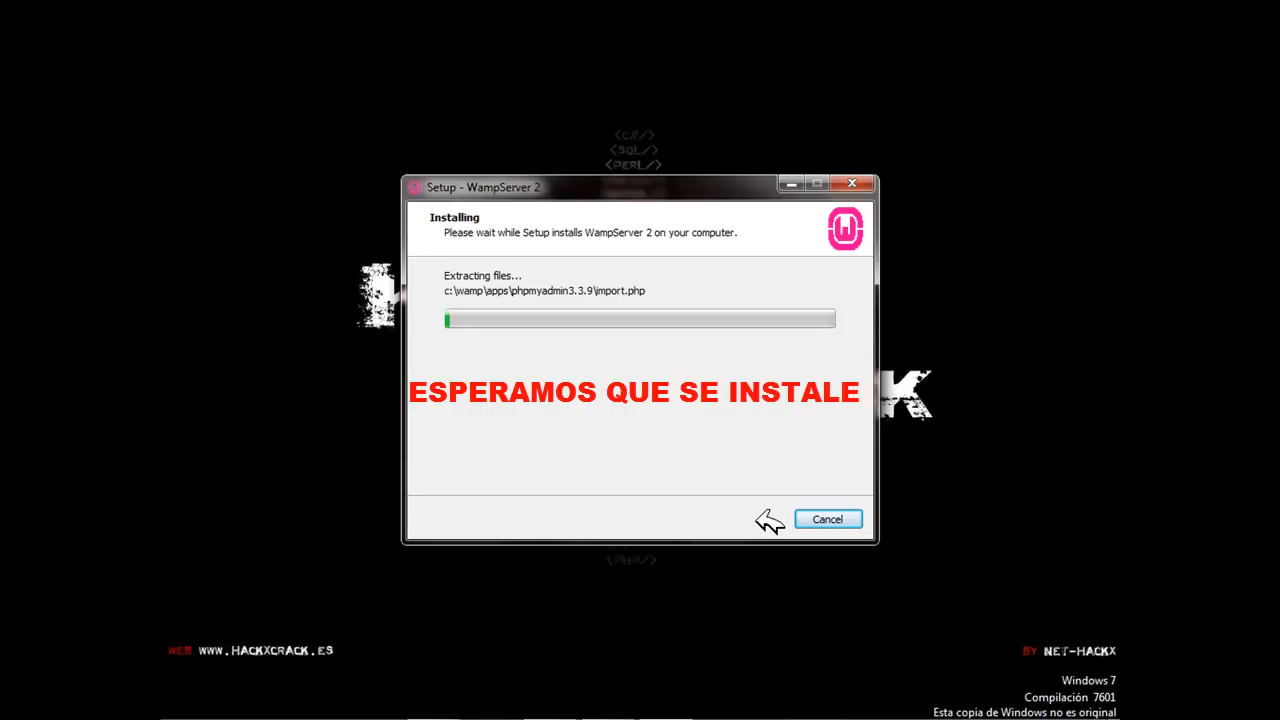 <C//>
<SQL/>
<PERL/>
Setup - WampServer 2
Installing
Please wait while Setup installs WampServer 2 on your computer.
W
Extracting files...
c:\wamp\apps\phpmyadmin3.3.9\import.php
ESPERAMOS QUE SE INSTALE
K
Cancel
<PHP/>
WEB WWW.HACKXCRACK.ES
BY NET-HACKX
Windows 7
Compilación 7601
Esta copia de Windows no es original